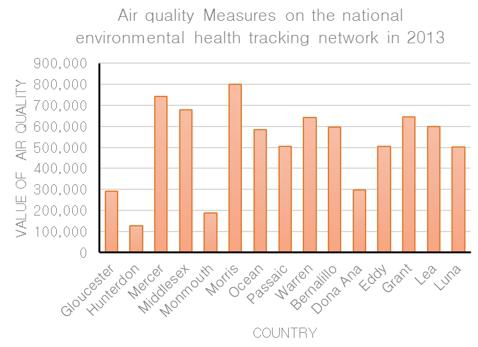 Air quality Measures on the national
environmental health tracking network in 2013
VALUE OF AIR QUALITY
900,000
800,000
700,000
600,000
500,000
400,000
300,000
200,000
100,000
0
Gloucester
Hunterdon
Mercer
Middlesex
Monmouth
Morris
Ocean
Passaic
Warren
Bernalillo
Dona Ana
Eddy
Grant
Lea
Luna
COUNTRY